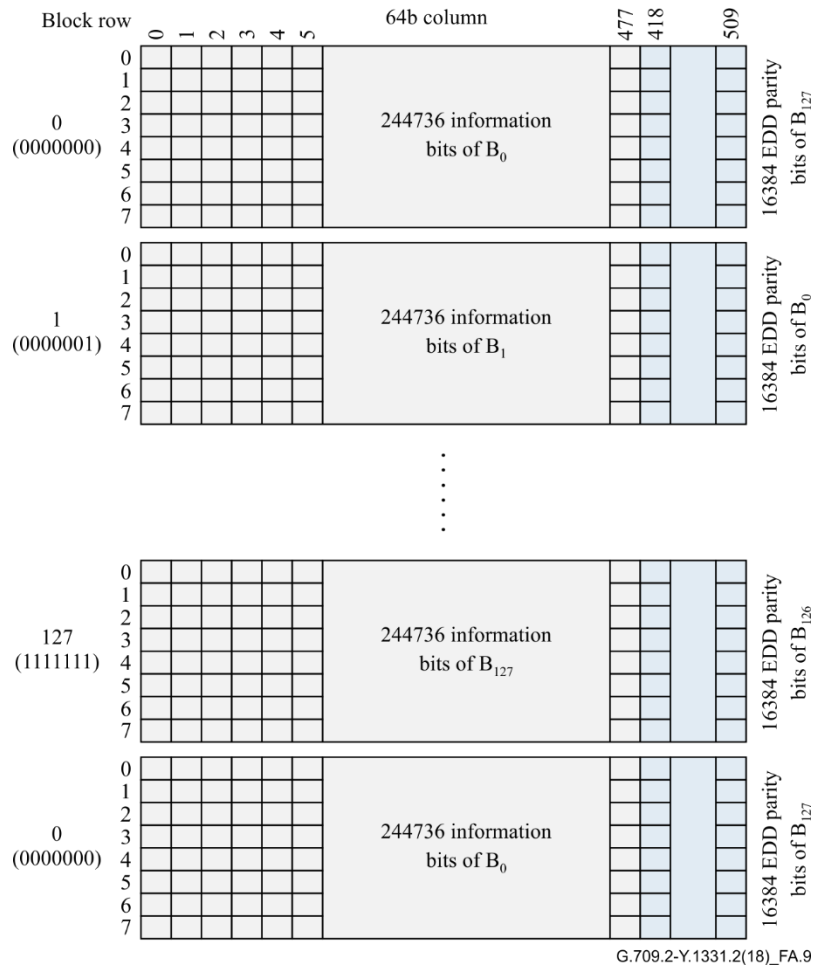 Block row
64b column
0 1 2 3 4 5 477 418 509
0
(0000000)
0
1
2
3
4
5
6
7
244736 information
bits of B0
16384 EDD parity
bits of B127
1
(0000001)
0
1
2
3
4
5
6
7
244736 information
bits of B1
16384 EDD parity
bits of B0
127
(1111111)
0
1
2
3
4
5
6
7
244736 information
bits of B127
16384 EDD parity
bits of B126
0
(0000000)
0
1
2
3
4
5
6
7
244736 information
bits of B0
16384 EDD parity
bits of B127
G.709.2-Y.1331.2(18)_FA.9